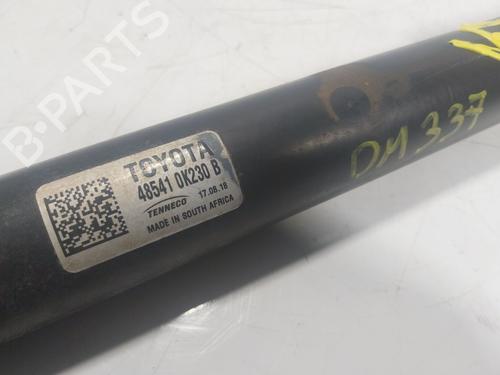 B-PARTS
TOYOTA
48541 0K230 B
TENNECO 17.08.18
MADE IN SOUTH AFRICA
DM 337